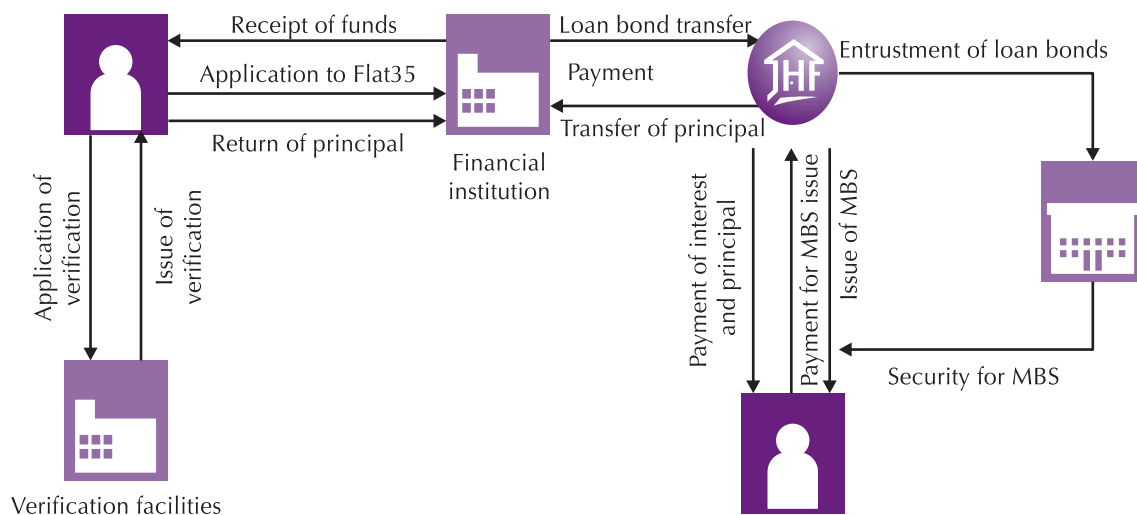 Receipt of funds
Loan bond transfer
Entrustment of loan bonds
Application to Flat35
Payment
JHF
Return of principal
Transfer of principal
Financial
institution
Application of
verification
Issue of
verification
Payment of interest
and principal
Payment for MBS issue
Issue of MBS
Security for MBS
Verification facilities